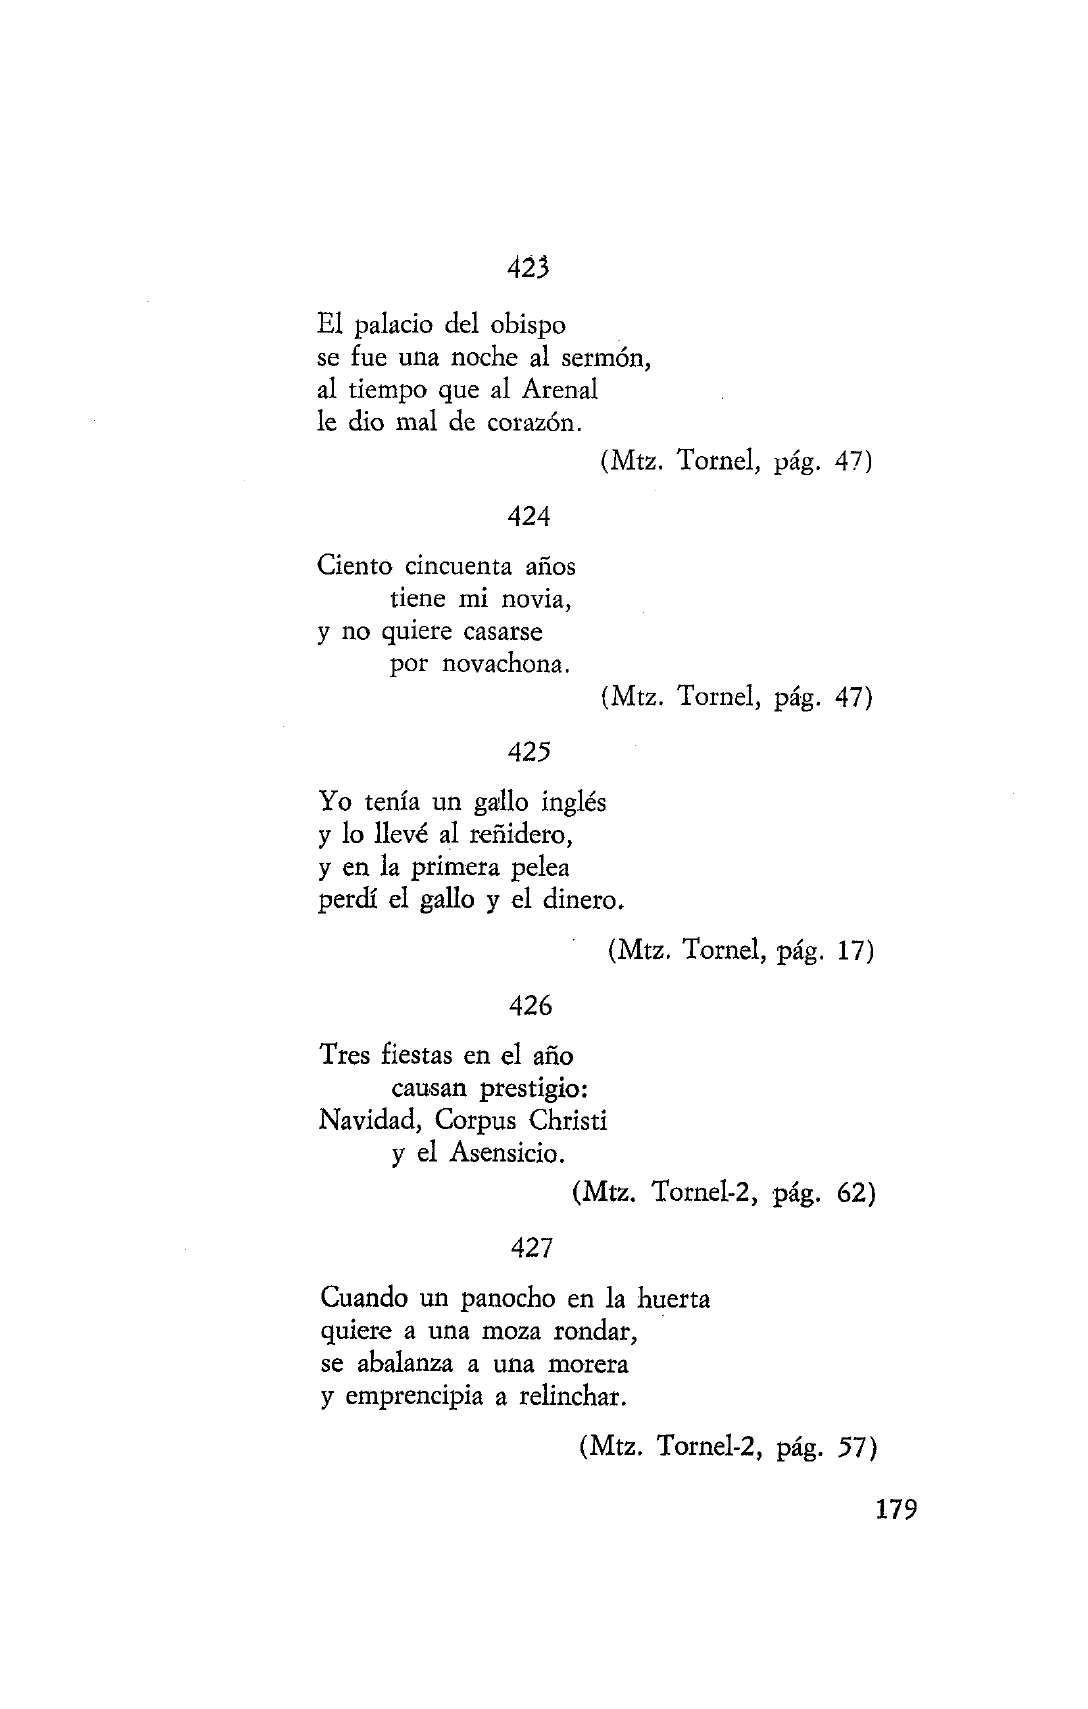 423
El palacio del obispo
se fue una noche al sermón,
al tiempo que al Arenal
le dio mal de corazón.
(Mtz. Tornel, pág. 47)
424
Ciento cincuenta años
tiene mi novia,
y no quiere casarse
por novachona.
(Mtz. Tornel, pág. 47)
425
Yo tenía un gallo inglés
y lo llevé al reñidero,
y en la primera pelea
perdí el gallo y el dinero.
(Mtz. Tornel, pág. 17)
426
Tres fiestas en el año
causan prestigio:
Navidad, Corpus Christi
y el Asensicio.
(Mtz. Tornel-2, pág. 62)
427
Cuando un panocho en la huerta
quiere a una moza rondar,
se abalanza a una morera
y emprencipia a relinchar.
(Mtz. Tornel-2, pág. 57)
179